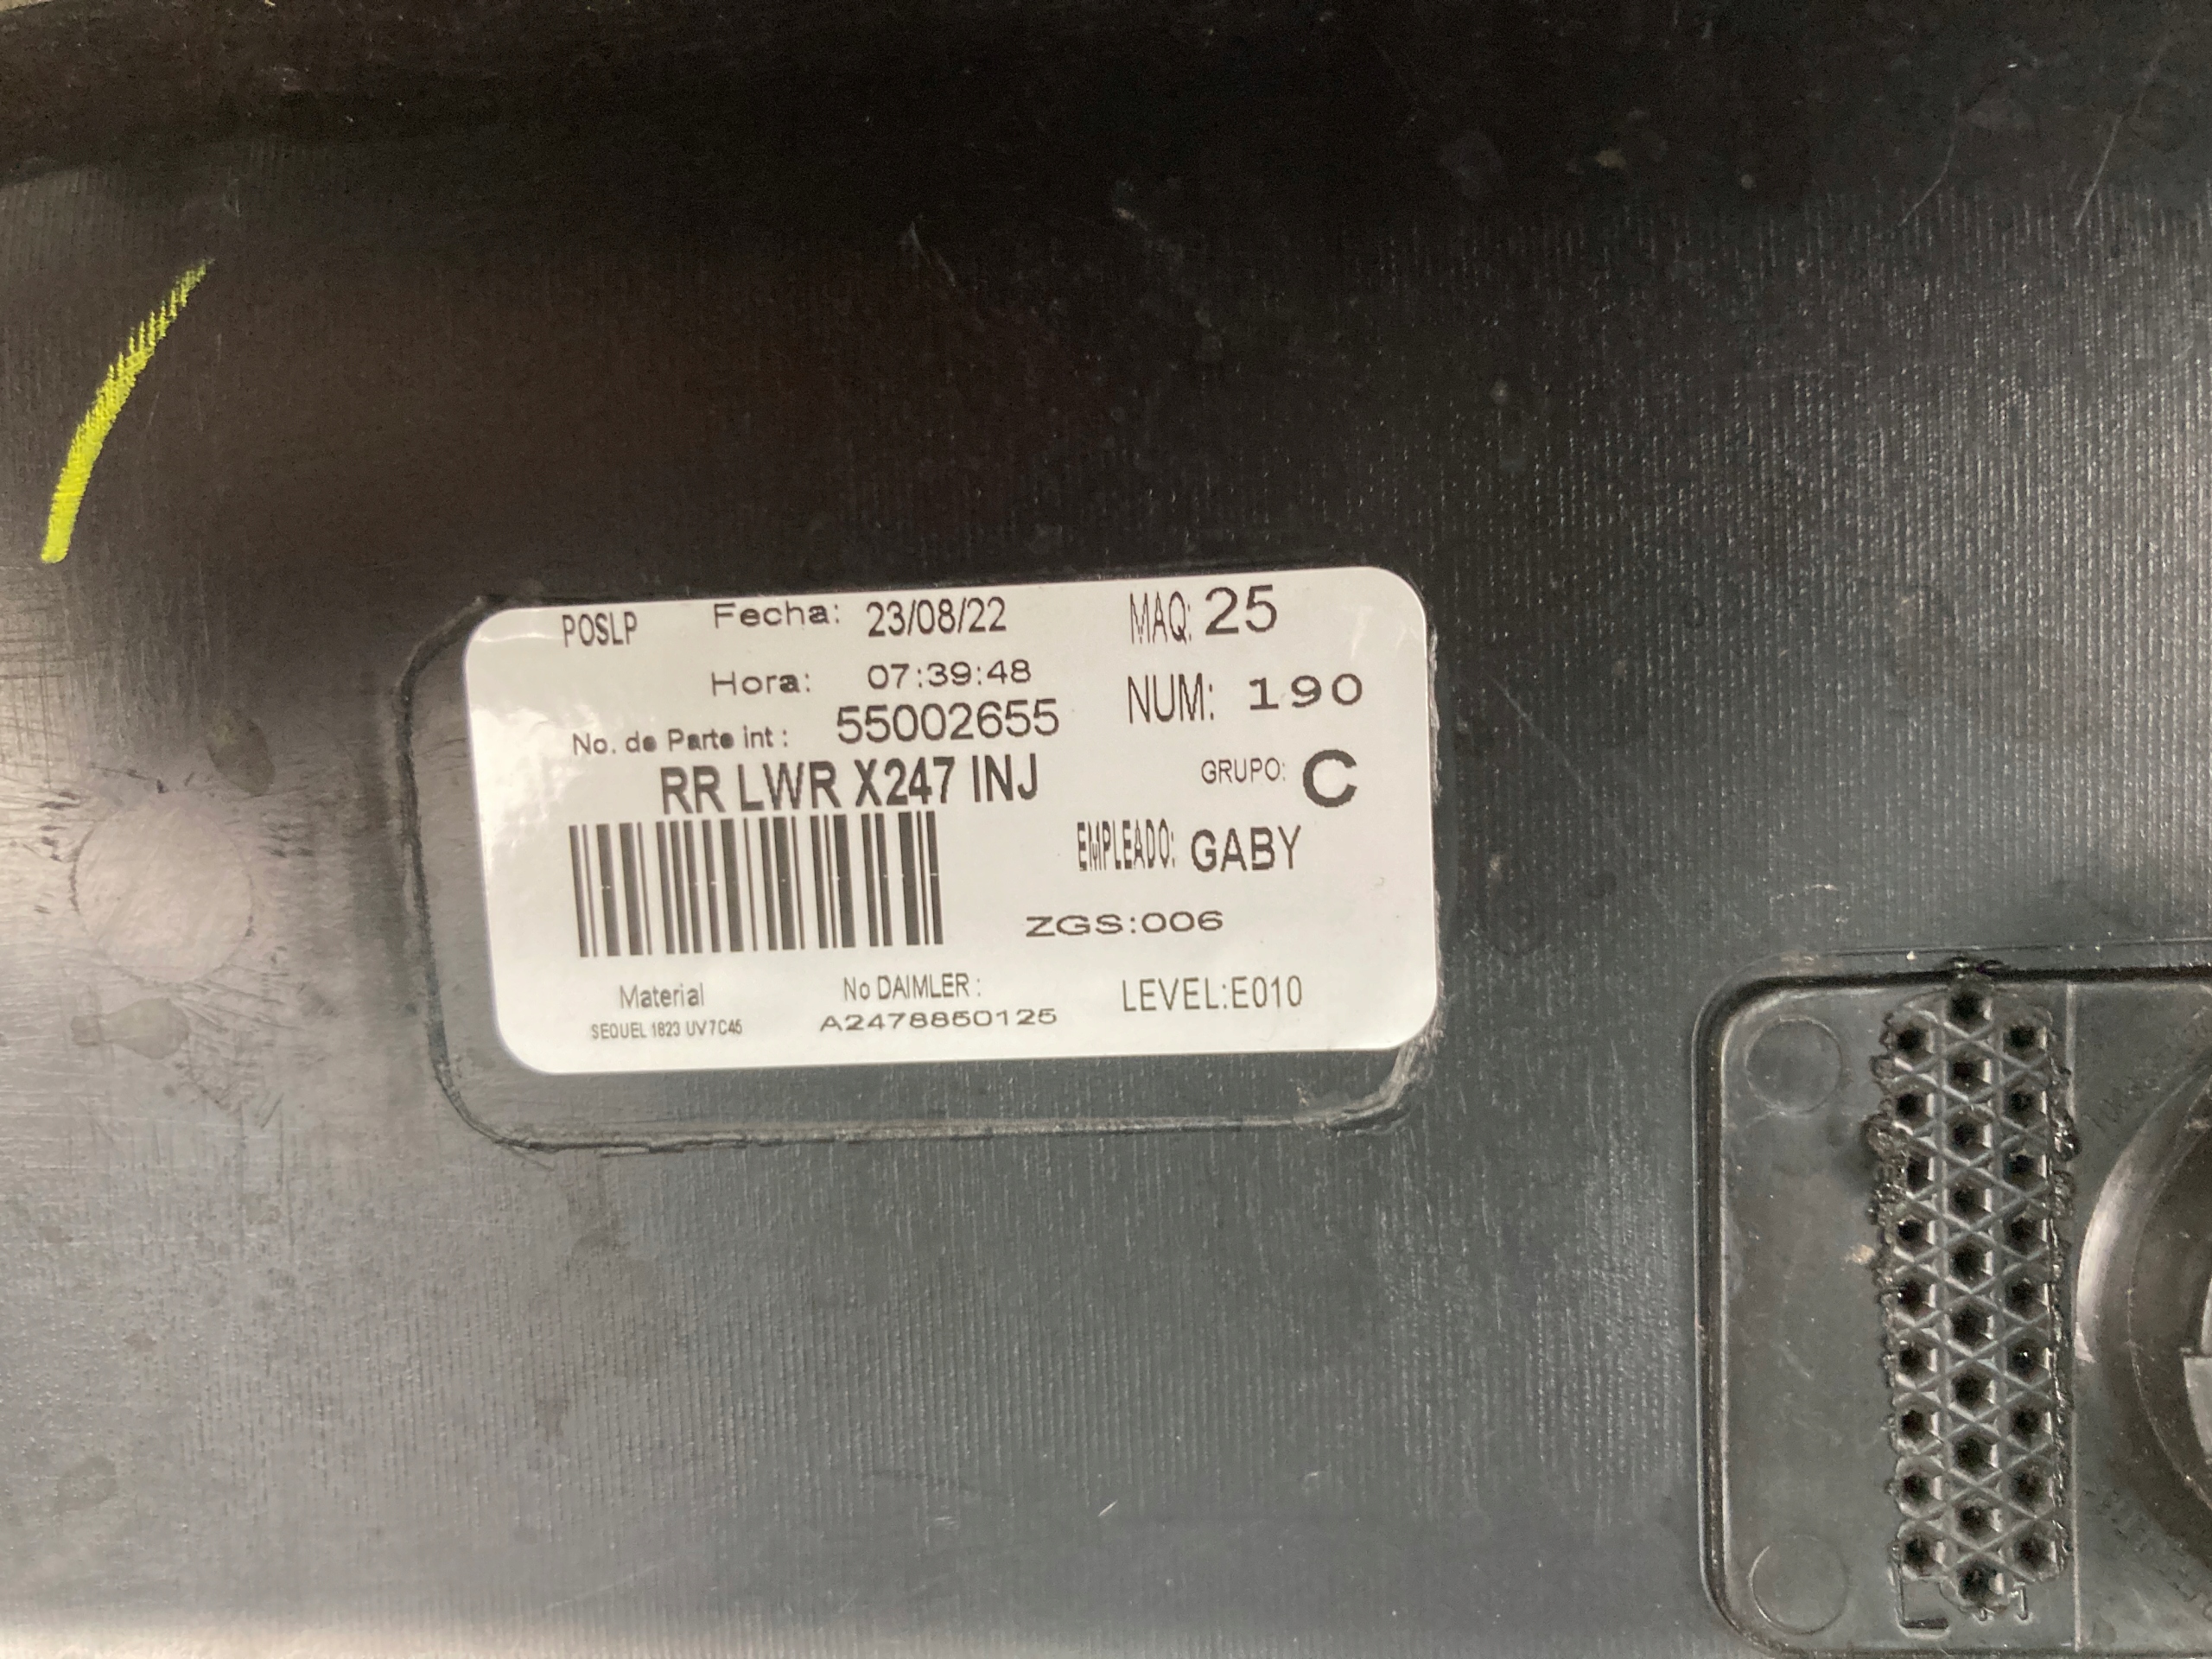 POSLP Fecha: 23/08/22 MAQ: 25
Hora: 07:39:48 NUM: 190
No. de Parte int : 55002655
RR LWR X247 INJ GRUPO: C
EMPLEADO: GABY
ZGS:006
Material No DAIMLER : LEVEL:E010
SEQUEL 1823 UV7C45 A2478850125